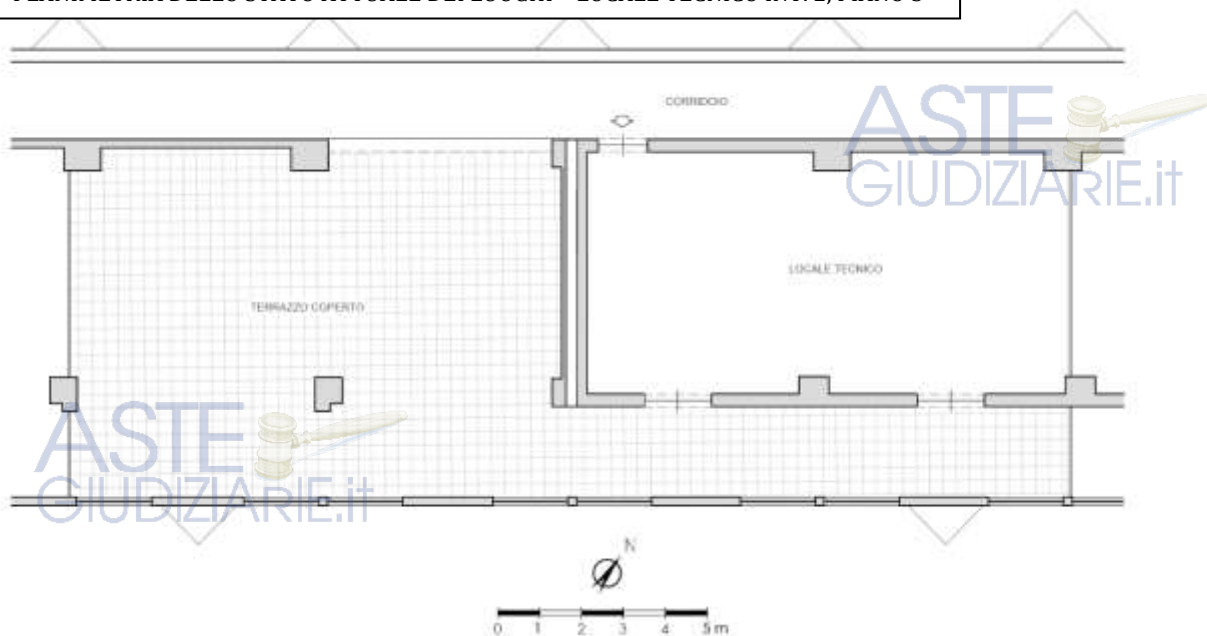 CORRIDOIO
ASTE
GIUDIZIARIE.it
LOCALE TECNICO
TERRAZZO COPERTO
ASTE
GIUDIZIARIE.it
N
0 1 2 3 4 5 m